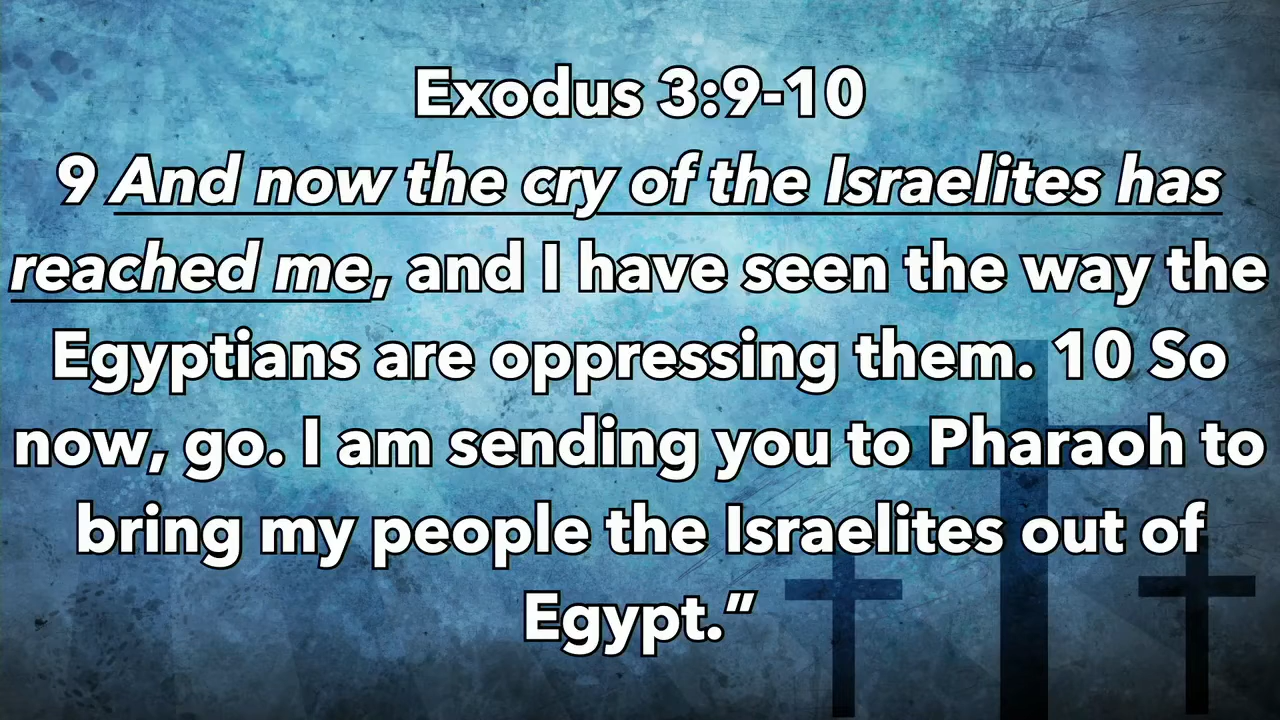 Exodus 3:9-10
9 And now the cry of the Israelites has
reached me, and I have seen the way the
Egyptians are oppressing them. 10 So
now, go. I am sending you to Pharaoh to
bring my people the Israelites out of
Egypt.”